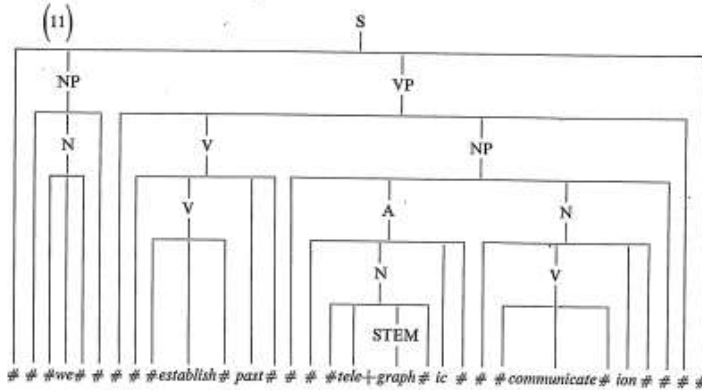 (11)
S
NP VP
N V NP
V A N
N V
STEM
# # #we# # # # #establish# past# # # #tele+graph# ic # # #communicate# ion# # # #